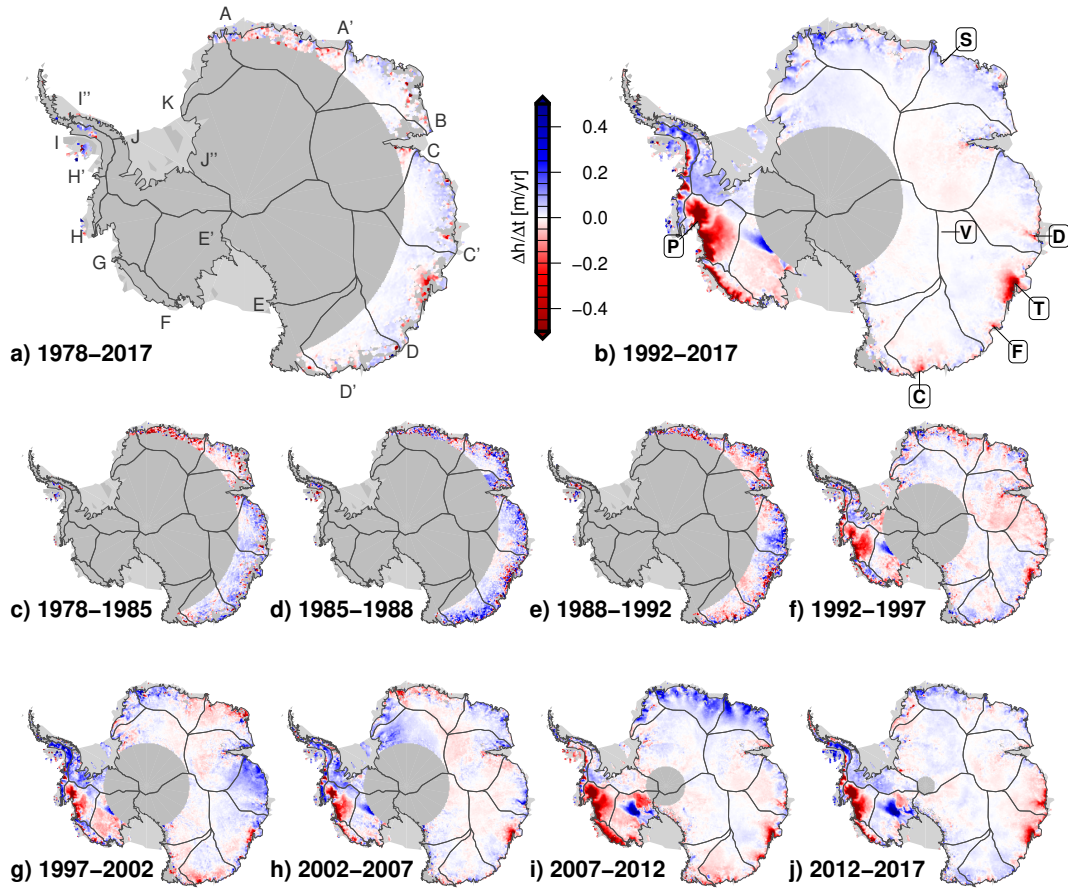 A
A'
S
I''
K
B
I
J
C
J''
H'
0.4
0.2
0.0
−0.2
−0.4
Δh/Δt [m/yr]
H
E'
C'
G
E
F
D
D'
P
V
D
T
F
C
a) 1978−2017
b) 1992−2017
c) 1978−1985
d) 1985−1988
e) 1988−1992
f) 1992−1997
g) 1997−2002
h) 2002−2007
i) 2007−2012
j) 2012−2017